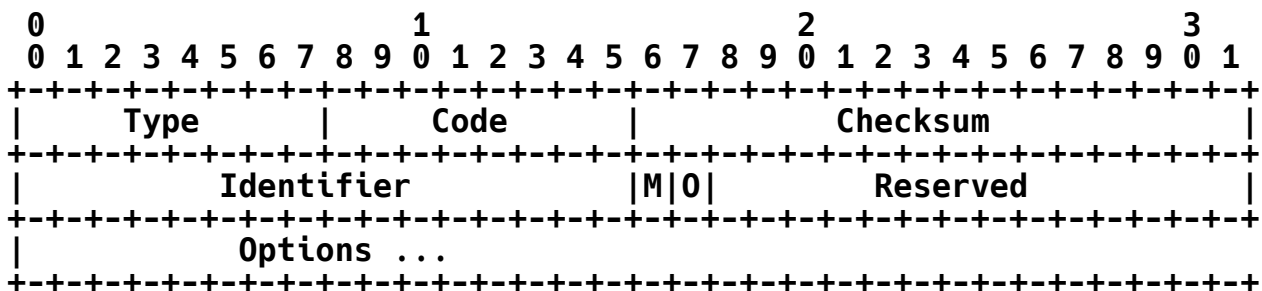 0                   1                   2                   3
 0 1 2 3 4 5 6 7 8 9 0 1 2 3 4 5 6 7 8 9 0 1 2 3 4 5 6 7 8 9 0 1
+-+-+-+-+-+-+-+-+-+-+-+-+-+-+-+-+-+-+-+-+-+-+-+-+-+-+-+-+-+-+-+-+
|     Type      |     Code      |          Checksum             |
+-+-+-+-+-+-+-+-+-+-+-+-+-+-+-+-+-+-+-+-+-+-+-+-+-+-+-+-+-+-+-+-+
|          Identifier           |M|O|        Reserved           |
+-+-+-+-+-+-+-+-+-+-+-+-+-+-+-+-+-+-+-+-+-+-+-+-+-+-+-+-+-+-+-+-+
|           Options ...
+-+-+-+-+-+-+-+-+-+-+-+-+-+-+-+-+-+-+-+-+-+-+-+-+-+-+-+-+-+-+-+-+